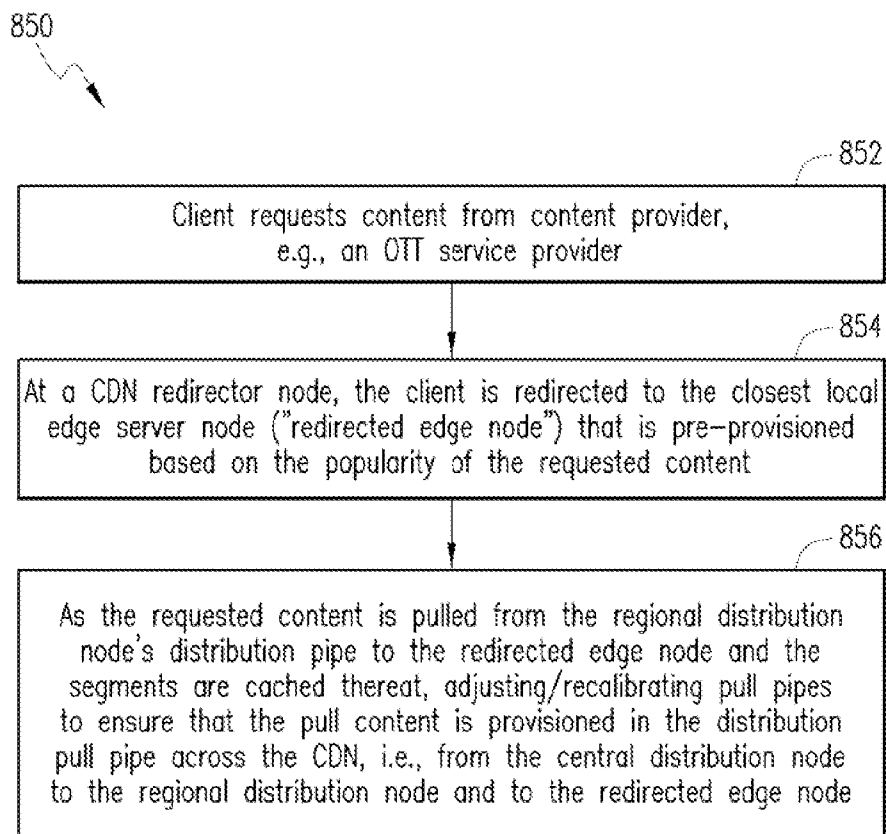 850
852
Client requests content from content provider,
e.g., an OTT service provider
854
At a CDN redirector node, the client is redirected to the closest local
edge server node ("redirected edge node") that is pre-provisioned
based on the popularity of the requested content
856
As the requested content is pulled from the regional distribution
node's distribution pipe to the redirected edge node and the
segments are cached thereat, adjusting/recalibrating pull pipes
to ensure that the pull content is provisioned in the distribution
pull pipe across the CDN, i.e., from the central distribution node
to the regional distribution node and to the redirected edge node